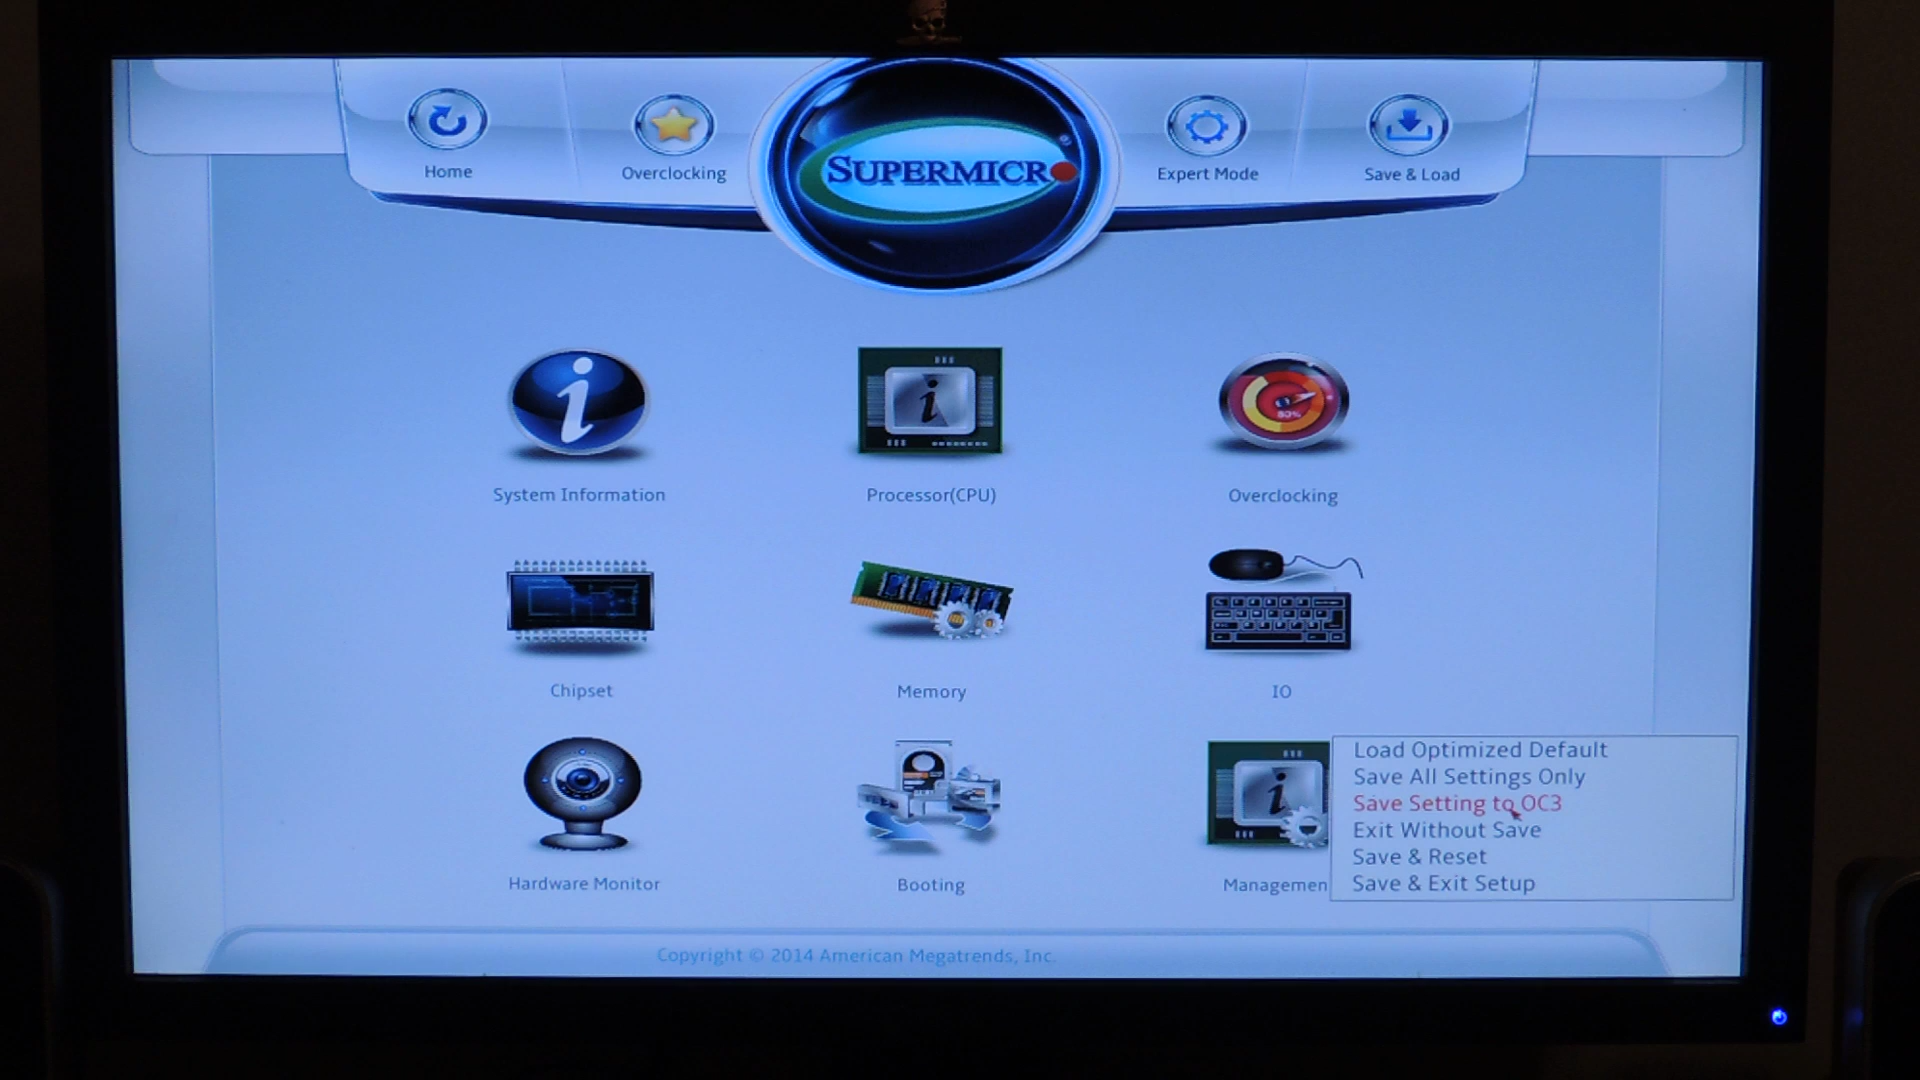 Home
Overclocking
SUPERMICR
Expert Mode
Save & Load
System Information
Processor(CPU)
80%
Overclocking
Chipset
Memory
IO
Hardware Monitor
Booting
Managemen
Load Optimized Default
Save All Settings Only
Save Setting to OC3
Exit Without Save
Save & Reset
Save & Exit Setup
Copyright © 2014 American Megatrends, Inc.